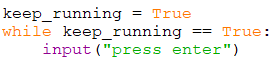 keep_running = True
while keep_running == True:
    input("press enter")